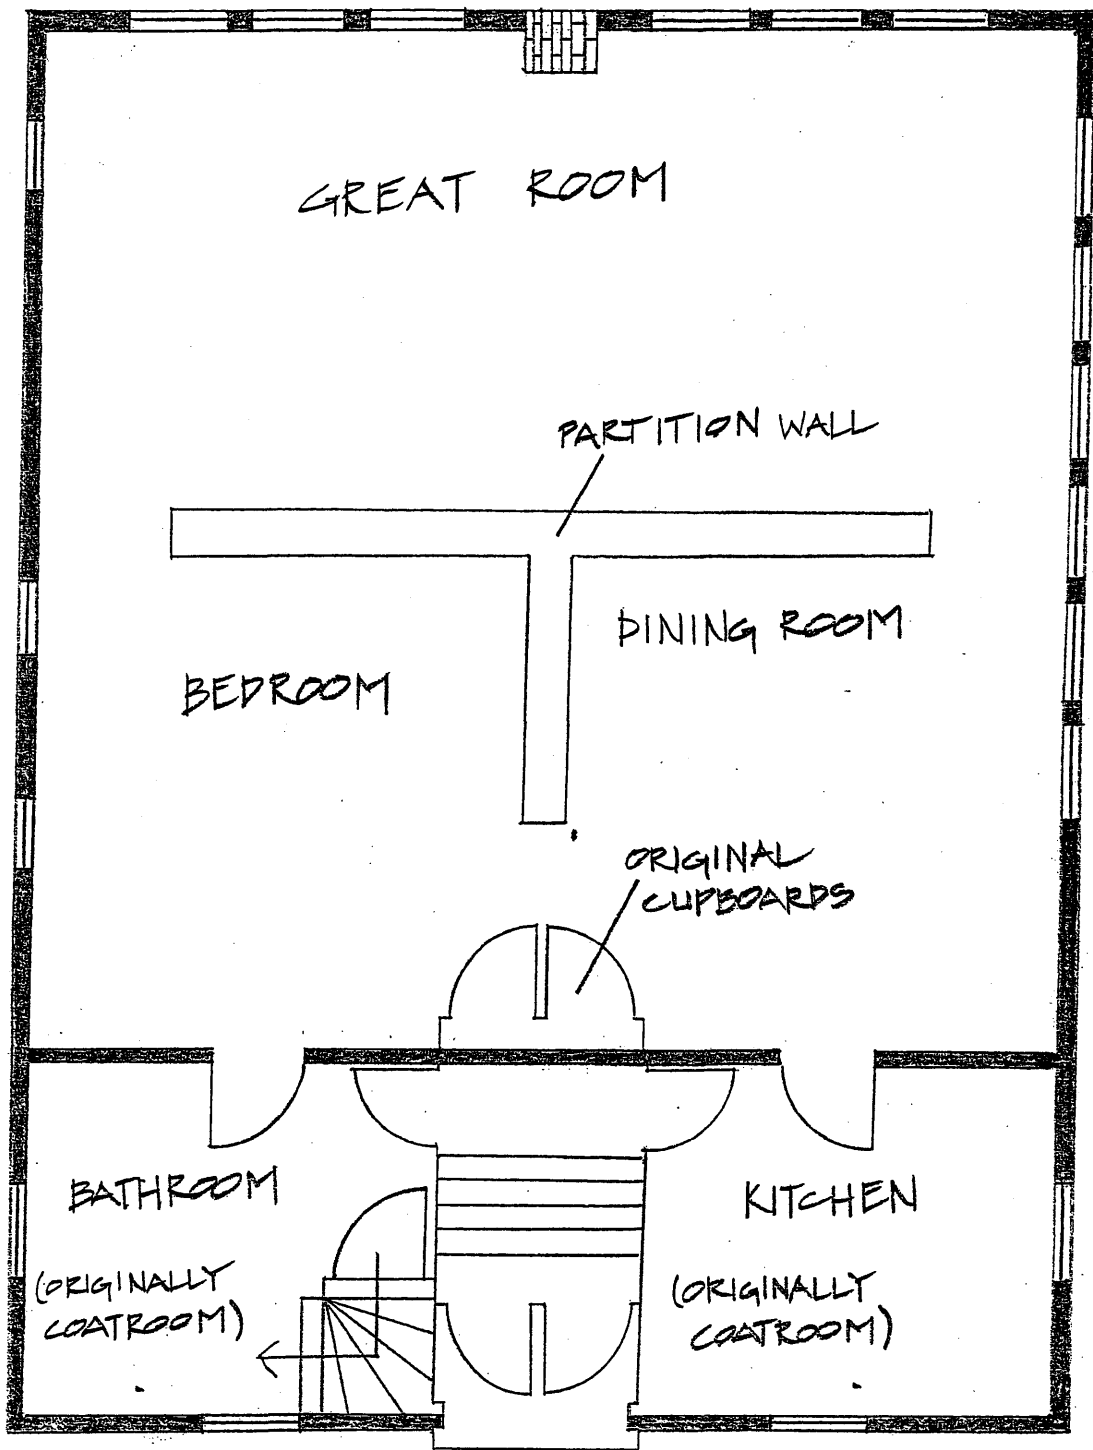 GREAT ROOM
PARTITION WALL
DINING ROOM
BEDROOM
ORIGINAL
CUPBOARDS
BATHROOM
KITCHEN
(ORIGINALLY
COATROOM)
(ORIGINALLY
COATROOM)